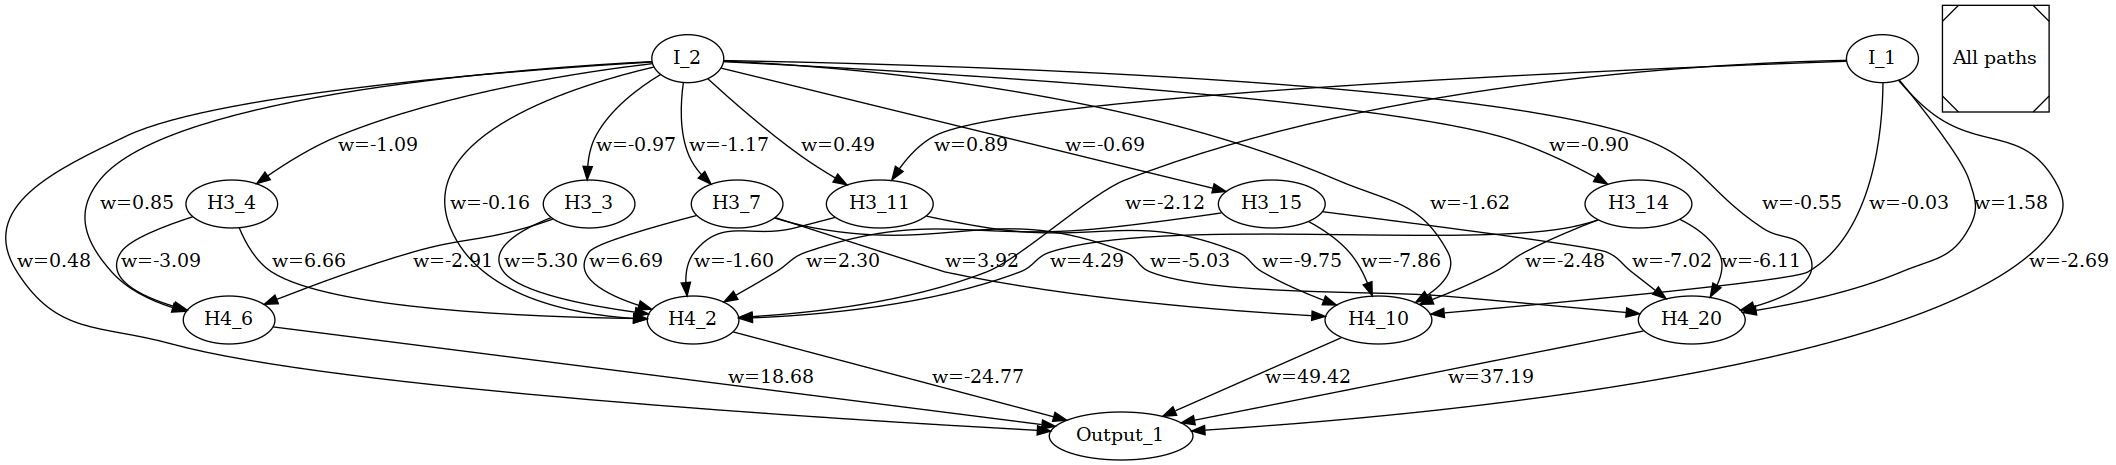 I_2
I_1
All paths
w=-1.09
w=-0.97
w=-1.17
w=0.49
w=0.89
w=-0.69
w=-0.90
w=0.85
H3_4
w=-0.16
H3_3
H3_7
H3_11
w=-2.12
H3_15
w=-1.62
H3_14
w=-0.55
w=-0.03
w=1.58
w=0.48
w=-3.09
w=6.66
w=-2.91
w=5.30
w=6.69
w=-1.60
w=2.30
w=3.92
w=4.29
w=-5.03
w=-9.75
w=-7.86
w=-2.48
w=-7.02
w=-6.11
w=-2.69
H4_6
H4_2
H4_10
H4_20
w=18.68
w=-24.77
w=49.42
w=37.19
Output_1